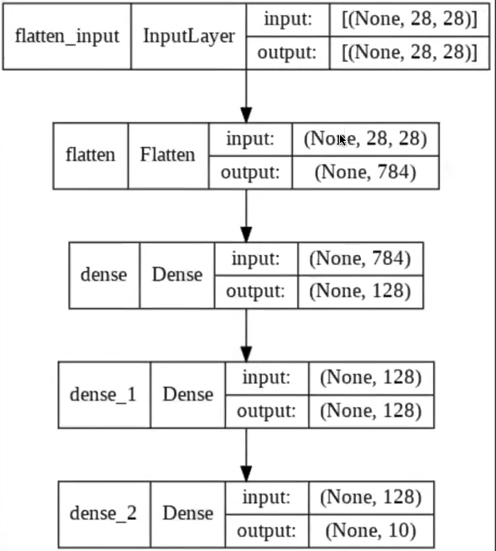 flatten_input InputLayer input: [(None, 28, 28)]
output: [(None, 28, 28)]
flatten Flatten input: (None, 28, 28)
output: (None, 784)
dense Dense input: (None, 784)
output: (None, 128)
dense_1 Dense input: (None, 128)
output: (None, 128)
dense_2 Dense input: (None, 128)
output: (None, 10)